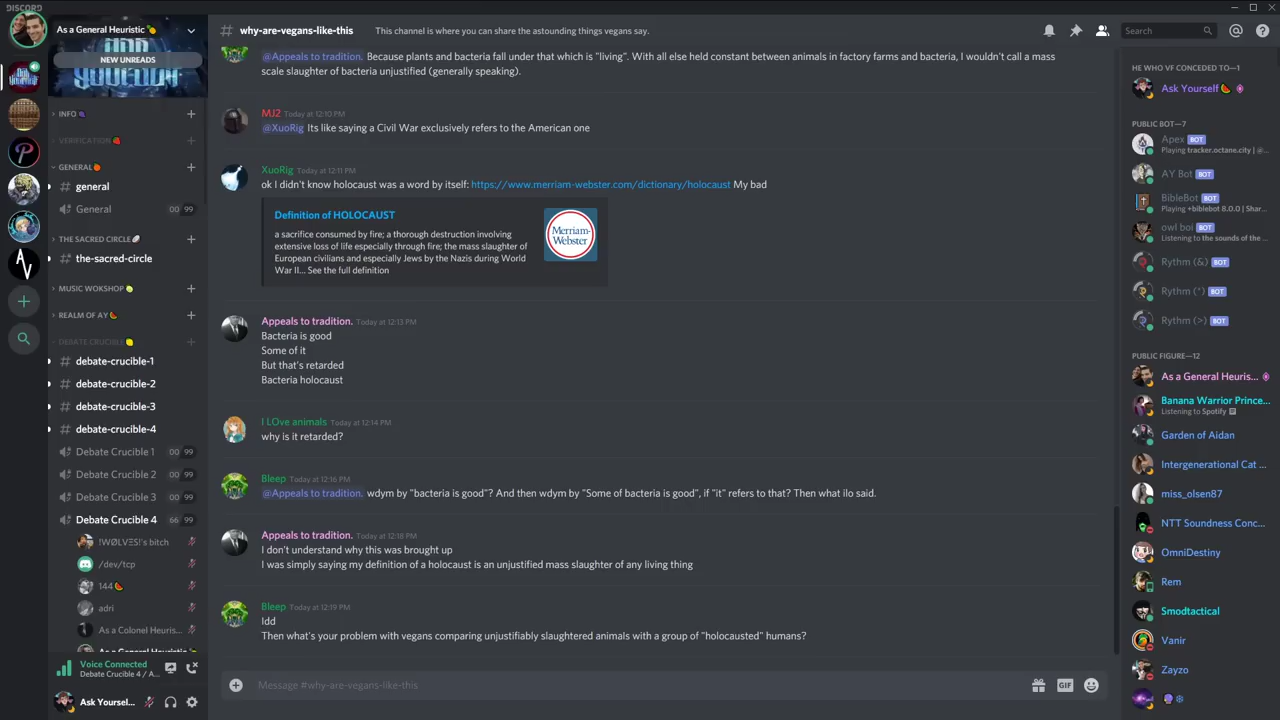 DISCORD
As a General Heuristic
NEW UNREADS
INFO
VERIFICATION
GENERAL
general
General 00 99
THE SACRED CIRCLE
the-sacred-circle
MUSIC WOKSHOP
REALM OF AY
DEBATE CRUCIBLE
debate-crucible-1
debate-crucible-2
debate-crucible-3
debate-crucible-4
Debate Crucible 1 00 99
Debate Crucible 2 00 99
Debate Crucible 3 00 99
Debate Crucible 4 66 99
!WØLVΞS!'s bitch
/dev/tcp
144
adri
As a Colonel Heuris...
As a General Heuristic
Voice Connected
Debate Crucible 4 / A...
Ask Yoursel...
# why-are-vegans-like-this This channel is where you can share the astounding things vegans say.
Search
@Appeals to tradition. Because plants and bacteria fall under that which is "living". With all else held constant between animals in factory farms and bacteria, I wouldn't call a mass
scale slaughter of bacteria unjustified (generally speaking).
MJ2 Today at 12:10 PM
@XuoRig Its like saying a Civil War exclusively refers to the American one
XuoRig Today at 12:11 PM
ok I didn't know holocaust was a word by itself: https://www.merriam-webster.com/dictionary/holocaust My bad
Definition of HOLOCAUST
a sacrifice consumed by fire; a thorough destruction involving
extensive loss of life especially through fire; the mass slaughter of
European civilians and especially Jews by the Nazis during World
War II... See the full definition
Merriam-
Webster
Appeals to tradition. Today at 12:13 PM
Bacteria is good
Some of it
But that's retarded
Bacteria holocaust
I LOve animals Today at 12:14 PM
why is it retarded?
Bleep Today at 12:16 PM
@Appeals to tradition. wdym by "bacteria is good"? And then wdym by "Some of bacteria is good", if "it" refers to that? Then what ilo said.
Appeals to tradition. Today at 12:18 PM
I don't understand why this was brought up
I was simply saying my definition of a holocaust is an unjustified mass slaughter of any living thing
Bleep Today at 12:19 PM
Idd
Then what's your problem with vegans comparing unjustifiably slaughtered animals with a group of "holocausted" humans?
Message #why-are-vegans-like-this
GIF
HE WHO VF CONCEDED TO—1
Ask Yourself
PUBLIC BOT—7
Apex BOT
Playing tracker.octane.city | @...
AY Bot BOT
BibleBot BOT
Playing +biblebot 8.0.0 | Shar...
owl boi BOT
Listening to the sounds of the ...
Rythm (&) BOT
Rythm (*) BOT
Rythm (>) BOT
PUBLIC FIGURE—12
As a General Heuris...
Banana Warrior Prince...
Listening to Spotify
Garden of Aidan
Intergenerational Cat ...
miss_olsen87
NTT Soundness Conc...
OmniDestiny
Rem
Smodtactical
Vanir
Zayzo